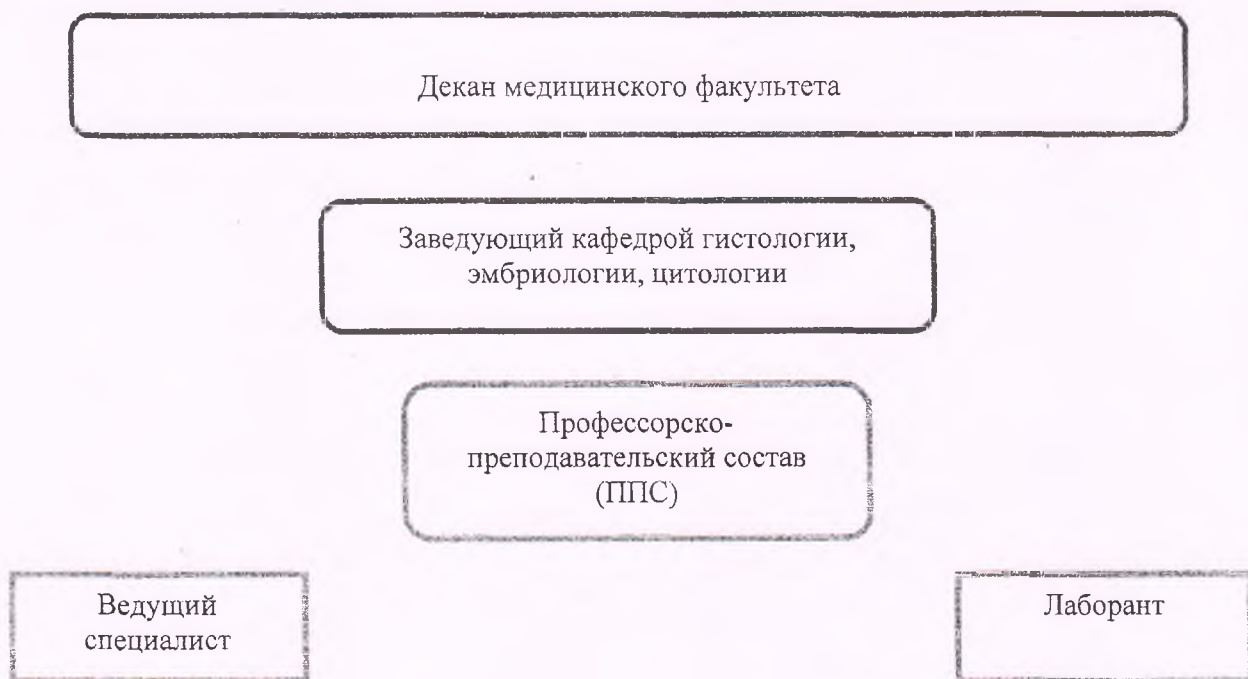 Декан медицинского факультета
Заведующий кафедрой гистологии,
эмбриологии, цитологии
Профессорско-
преподавательский состав
(ППС)
Ведущий
специалист
Лаборант